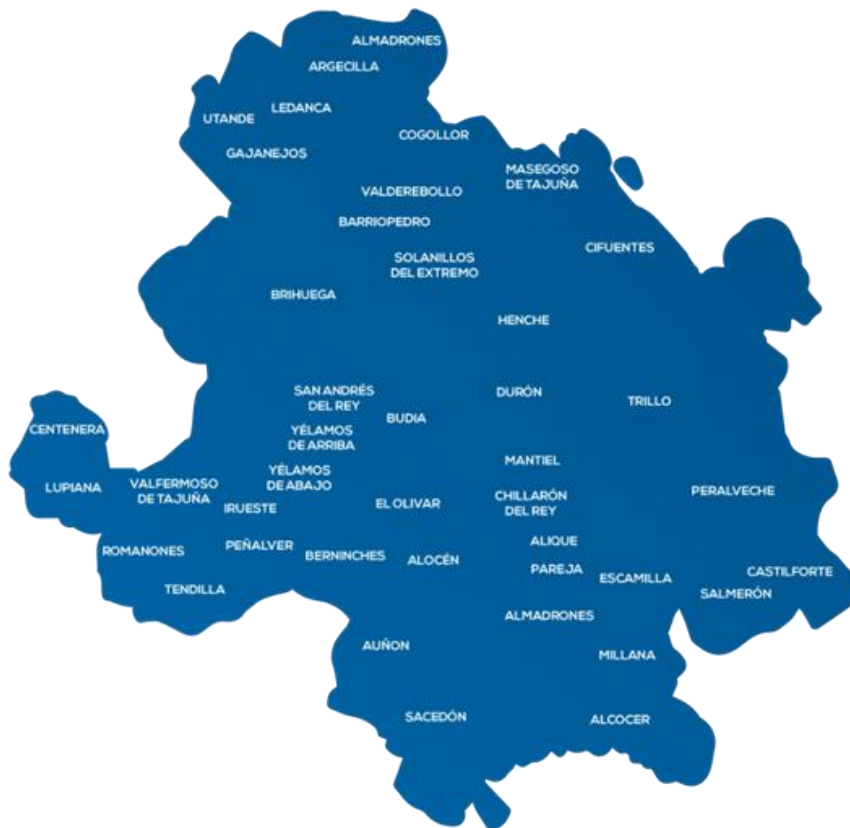 ALMADRONES
ARGECILLA
LEDANCA
UTANDE
COGOLLOR
GAJANEJOS
MASEGOSO
DE TAJUÑA
VALDEREBOLLO
BARRIOPEDRO
CIFUENTES
SOLANILLOS
DEL EXTREMO
BRIHUEGA
HENCHE
SAN ANDRÉS
DEL REY
DURÓN
TRILLO
BUDIA
CENTENERA
YÉLAMOS
DE ARRIBA
MANTIEL
YÉLAMOS
DE ABAJO
LUPIANA
VALFERMOSO
DE TAJUÑA
PERALVECHE
CHILLARÓN
DEL REY
EL OLIVAR
IRUESTE
ALIQUE
PEÑALVER
ROMANONES
BERNINCHES
ALOCÉN
PAREJA
CASTILFORTE
ESCAMILLA
TENDILLA
SALMERÓN
ALMADRONES
AUÑON
MILLANA
SACEDÓN
ALCOCER